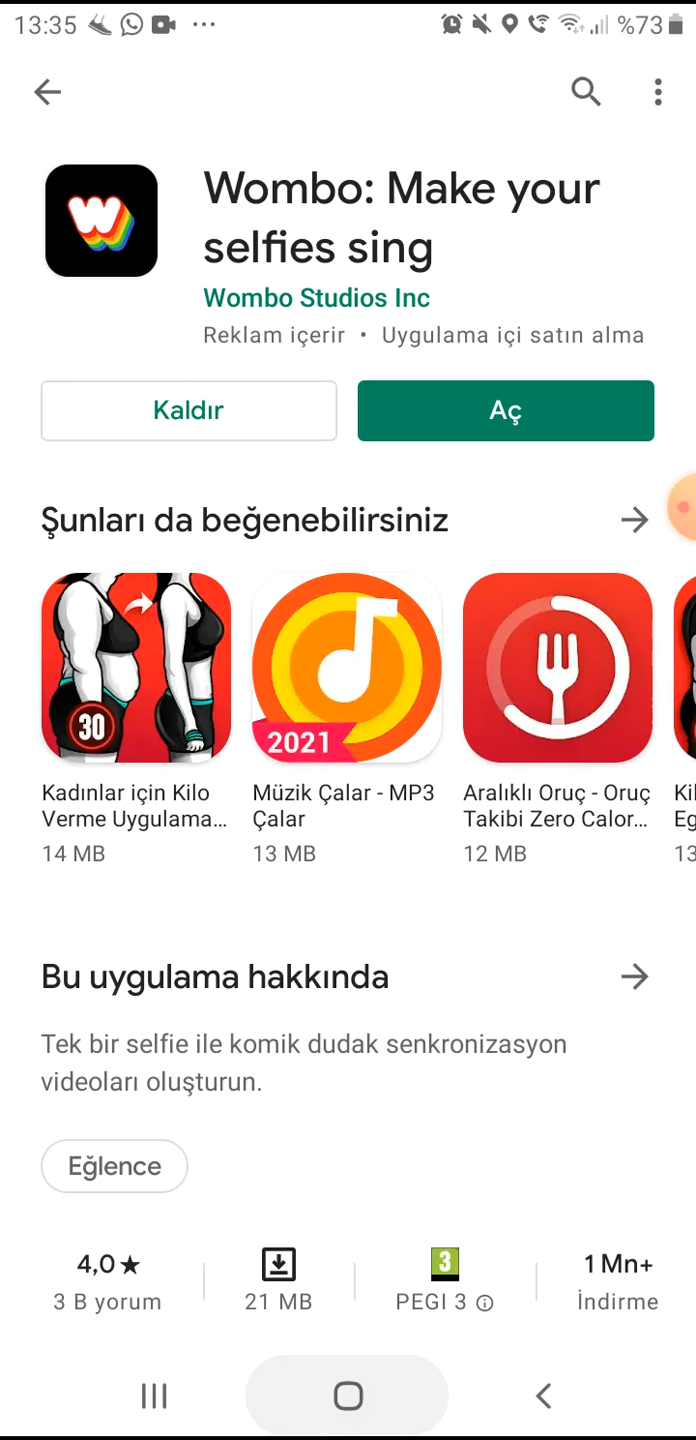 13:35 ... %73
Wombo: Make your
selfies sing
Wombo Studios Inc
Reklam içerir • Uygulama içi satın alma
Kaldır
Aç
Şunları da beğenebilirsiniz
W
30
2021
Kadınlar için Kilo
Verme Uygulama...
14 MB
Müzik Çalar - MP3
Çalar
13 MB
Aralıklı Oruç - Oruç
Takibi Zero Calor...
12 MB
Kil
Eg
13
Bu uygulama hakkında
Tek bir selfie ile komik dudak senkronizasyon
videoları oluşturun.
Eğlence
4,0★
3 B yorum
21 MB
3
PEGI 3
1 Mn+
İndirme